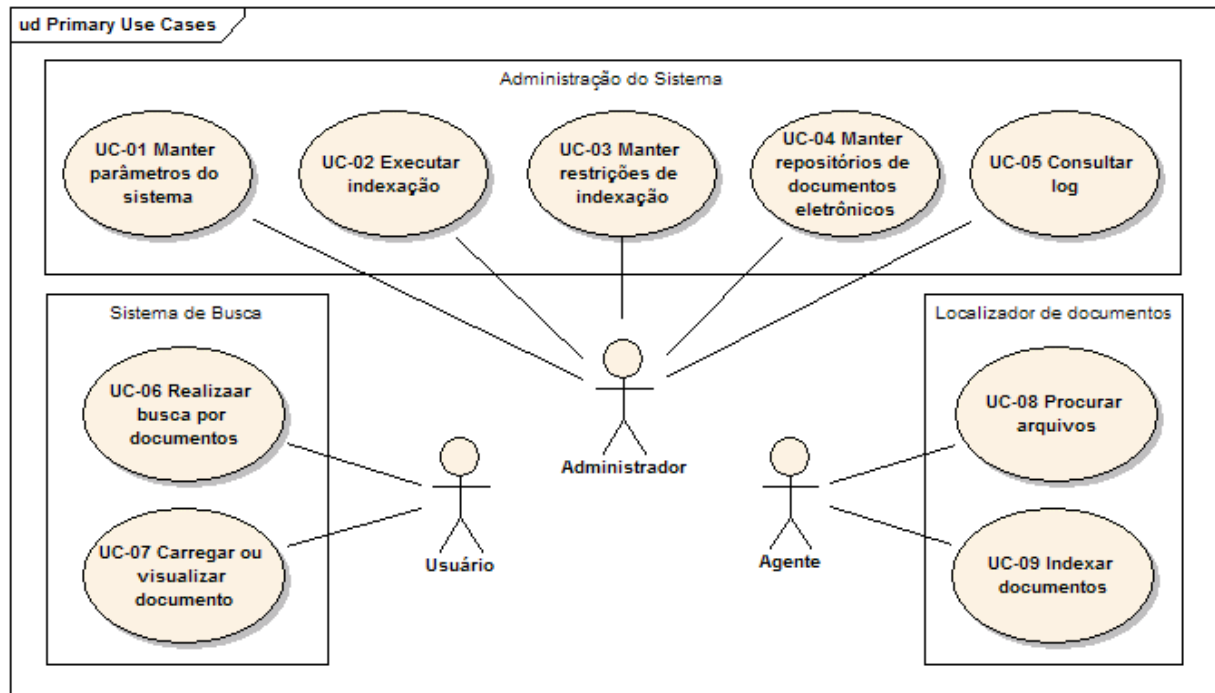 ud Primary Use Cases
Administração do Sistema
UC-01 Manter
parâmetros do
sistema
UC-02 Executar
indexação
UC-03 Manter
restrições de
indexação
UC-04 Manter
repositórios de
documentos
eletrônicos
UC-05 Consultar
log
Sistema de Busca
UC-06 Realizaar
busca por
documentos
UC-07 Carregar ou
visualizar
documento
Usuário
Administrador
Agente
Localizador de documentos
UC-08 Procurar
arquivos
UC-09 Indexar
documentos